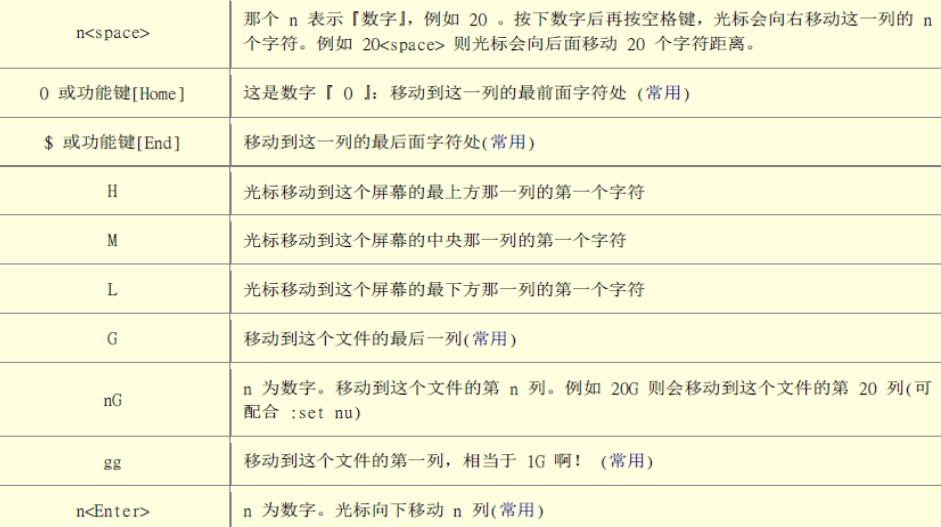 n<space>
那个 n 表示『数字』，例如 20 。按下数字后再按空格键，光标会向右移动这一列的 n
个字符。例如 20<space> 则光标会向后面移动 20 个字符距离。
0 或功能键[Home]
这是数字『 0 』：移动到这一列的最前面字符处 (常用)
$ 或功能键[End]
移动到这一列的最后面字符处(常用)
H
光标移动到这个屏幕的最上方那一列的第一个字符
M
光标移动到这个屏幕的中央那一列的第一个字符
L
光标移动到这个屏幕的最下方那一列的第一个字符
G
移动到这个文件的最后一列(常用)
nG
n 为数字。移动到这个文件的第 n 列。例如 20G 则会移动到这个文件的第 20 列(可
配合 :set nu)
gg
移动到这个文件的第一列，相当于 1G 啊！ (常用)
n<Enter>
n 为数字。光标向下移动 n 列(常用)